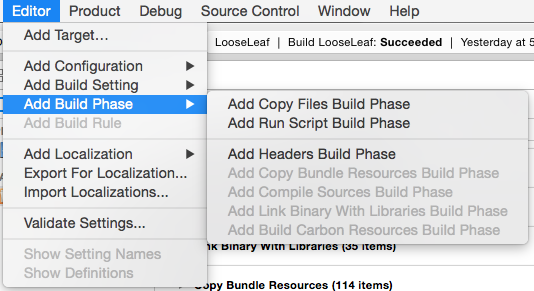 Editor Product Debug Source Control Window Help
LooseLeaf | Build LooseLeaf: Succeeded | Yesterday at 5
Add Target...
Add Configuration
Add Build Setting
Add Build Phase
Add Build Rule
Add Copy Files Build Phase
Add Run Script Build Phase
Add Headers Build Phase
Add Copy Bundle Resources Build Phase
Add Compile Sources Build Phase
Add Link Binary With Libraries Build Phase
Add Build Carbon Resources Build Phase
Add Localization
Export For Localization...
Import Localizations...
Validate Settings...
Show Setting Names
Show Definitions
Binary With Libraries (35 items)
Copy Bundle Resources (114 items)